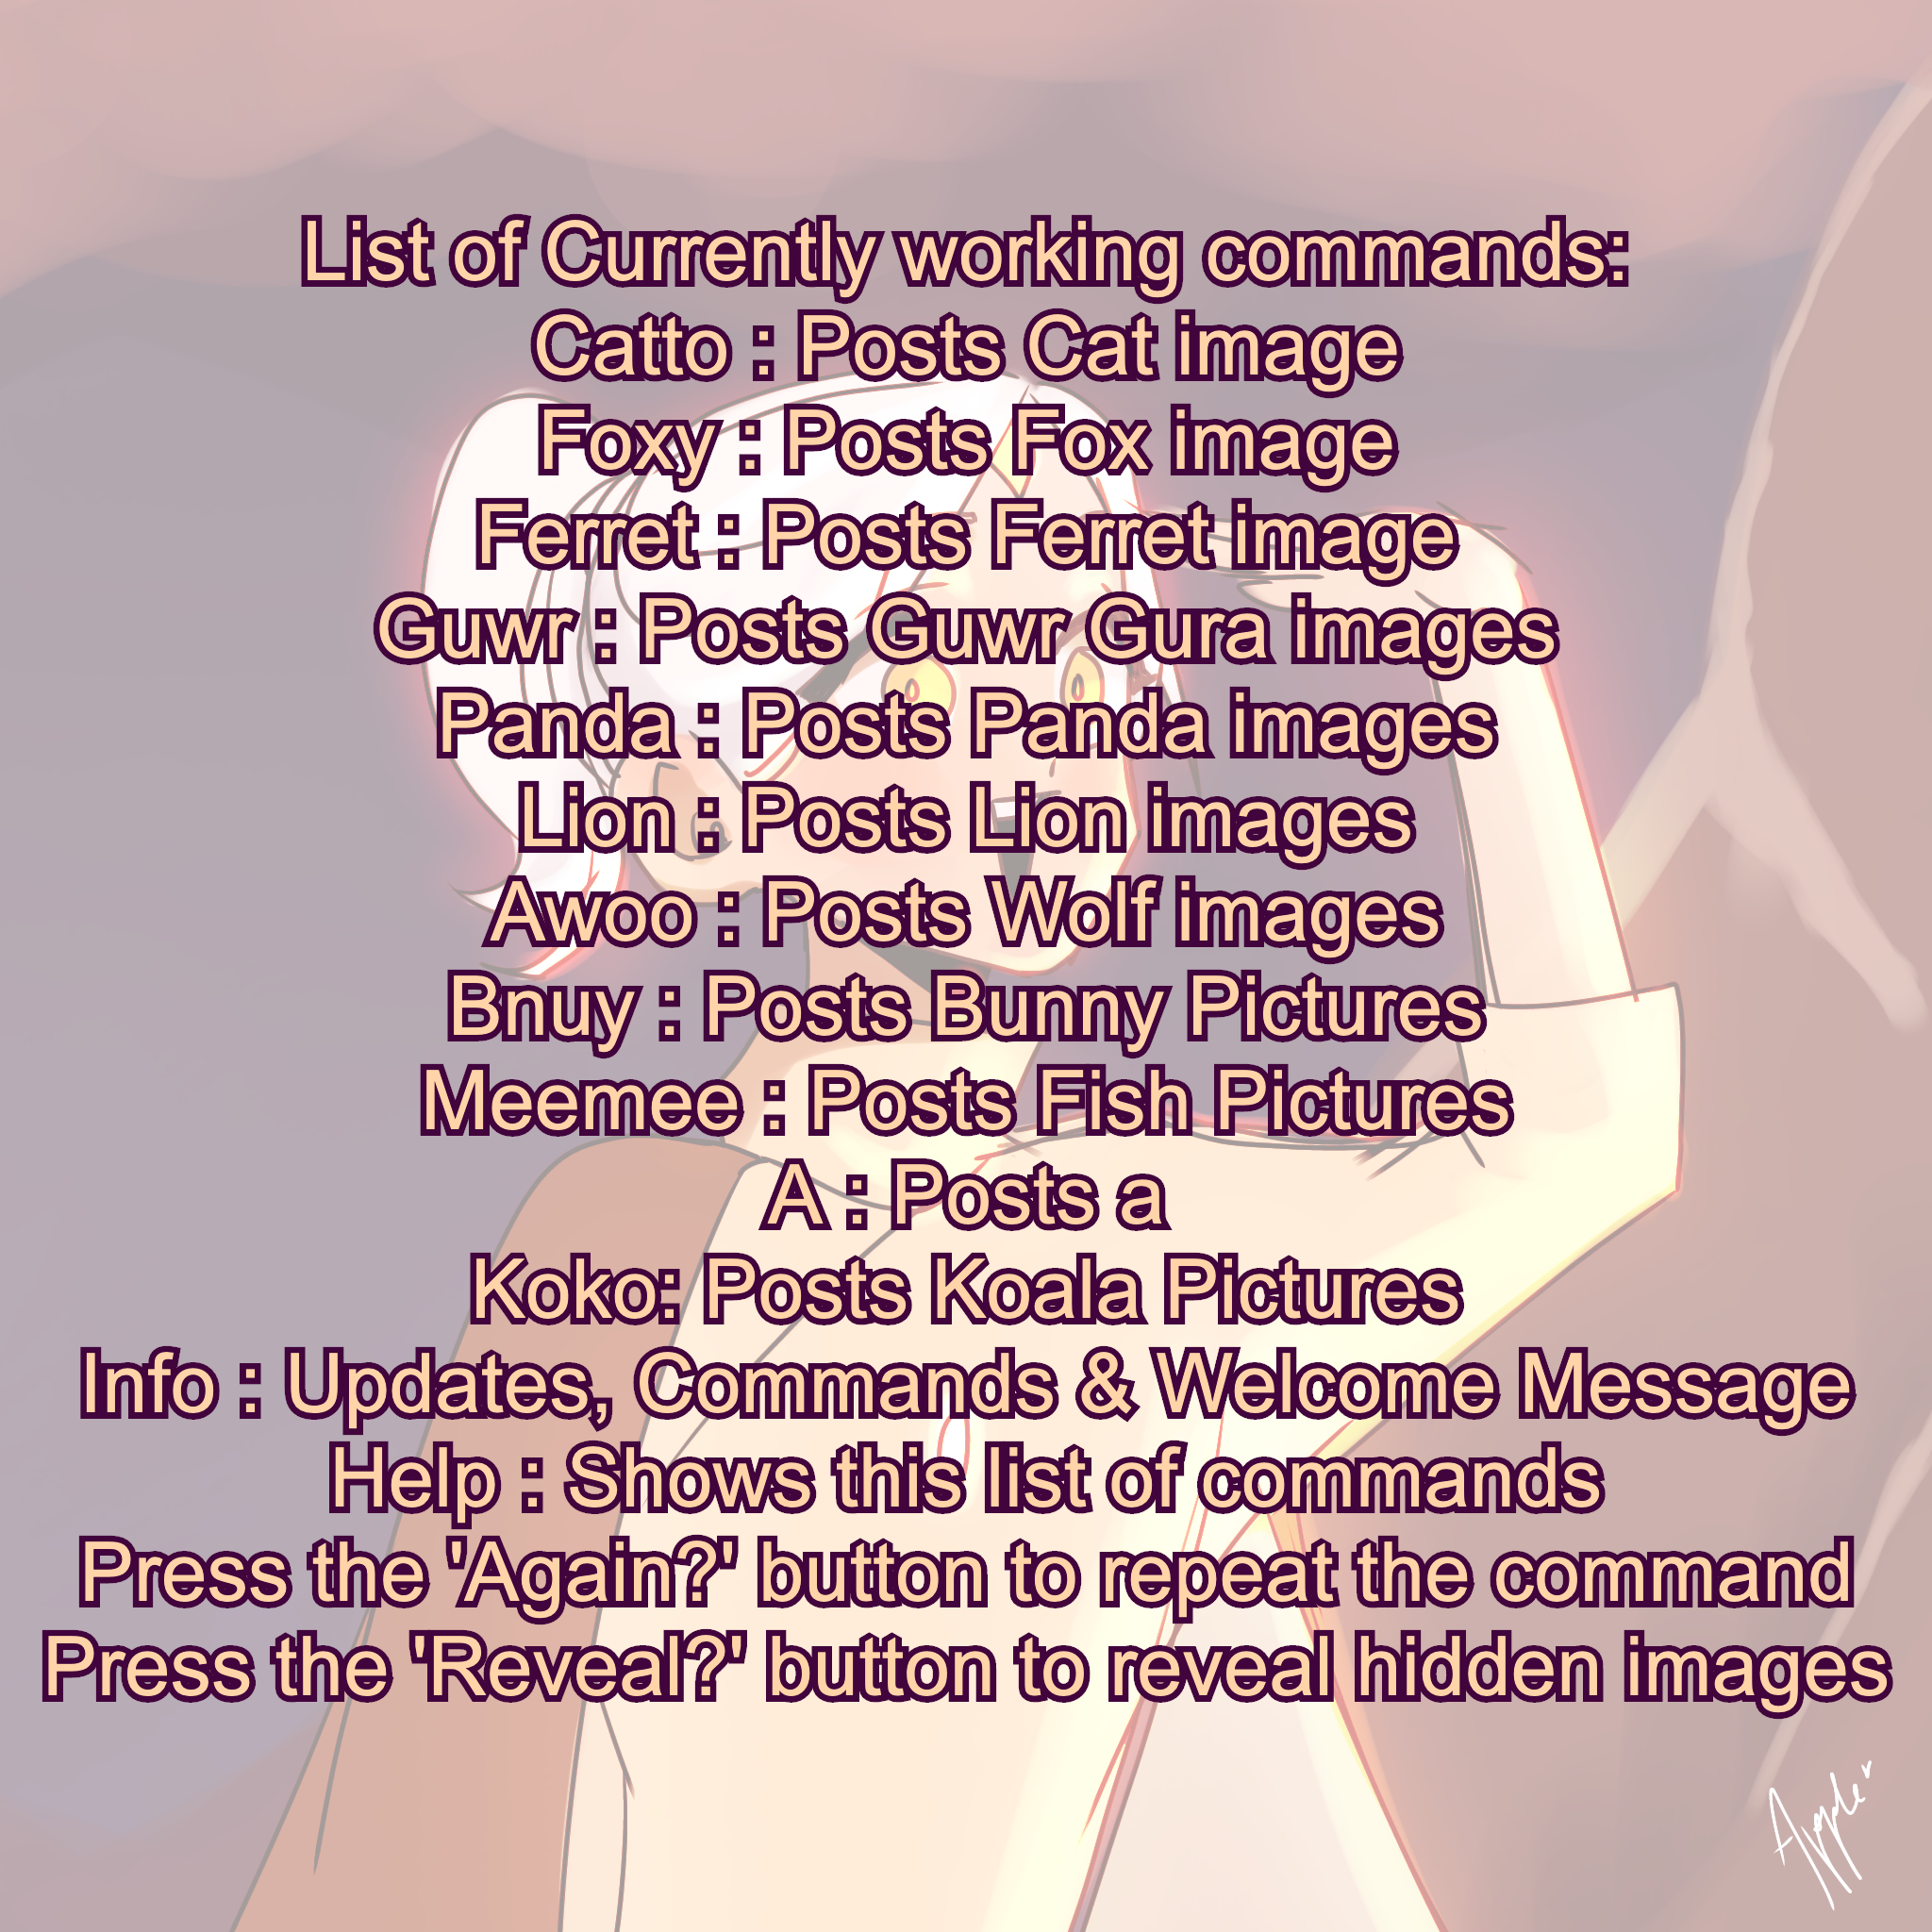 List of Currently working commands:
Catto : Posts Cat image
Foxy : Posts Fox image
Ferret : Posts Ferret image
Guwr : Posts Guwr Gura images
Panda : Posts Panda images
Lion : Posts Lion images
Awoo : Posts Wolf images
Bnuy : Posts Bunny Pictures
Meemee : Posts Fish Pictures
A : Posts a
Koko: Posts Koala Pictures
Info : Updates, Commands & Welcome Message
Help : Shows this list of commands
Press the 'Again?' button to repeat the command
Press the 'Reveal?' button to reveal hidden images
Apple